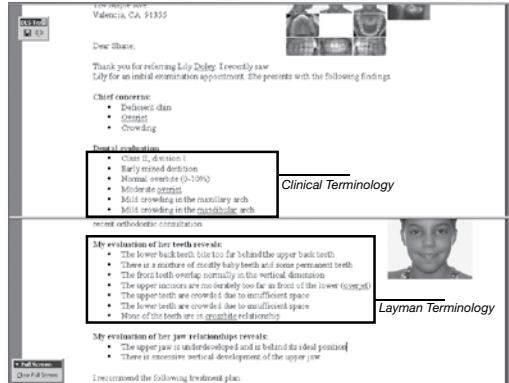 Valencia, CA 91355
Dear Shane,
Thank you for referring Lily Doley. I recently saw
Lily for an initial examination appointment. She presents with the following findings
Chief concerns:
Deficient chin
Overjet
Crowding
Dental evaluation
Class II, division 1
Early mixed dentition
Normal overbite (0-10%)
Moderate overjet
Mild crowding in the maxillary arch
Mild crowding in the mandibular arch
Clinical Terminology
recent orthodontic consultation.
My evaluation of her teeth reveals:
The lower back teeth bite too far behind the upper back teeth
There is a mixture of mostly baby teeth and some permanent teeth
The front teeth overlap normally in the vertical dimension
The upper incisors are moderately too far in front of the lower (overjet)
The upper teeth are crowded due to insufficient space
The lower teeth are crowded due to insufficient space
None of the teeth are in crossbite relationship
Layman Terminology
My evaluation of her jaw relationships reveals:
The upper jaw is underdeveloped and is behind its ideal position
There is excessive vertical development of the upper jaw
Full Screen
Close Full Screen
I recommend the following treatment plan